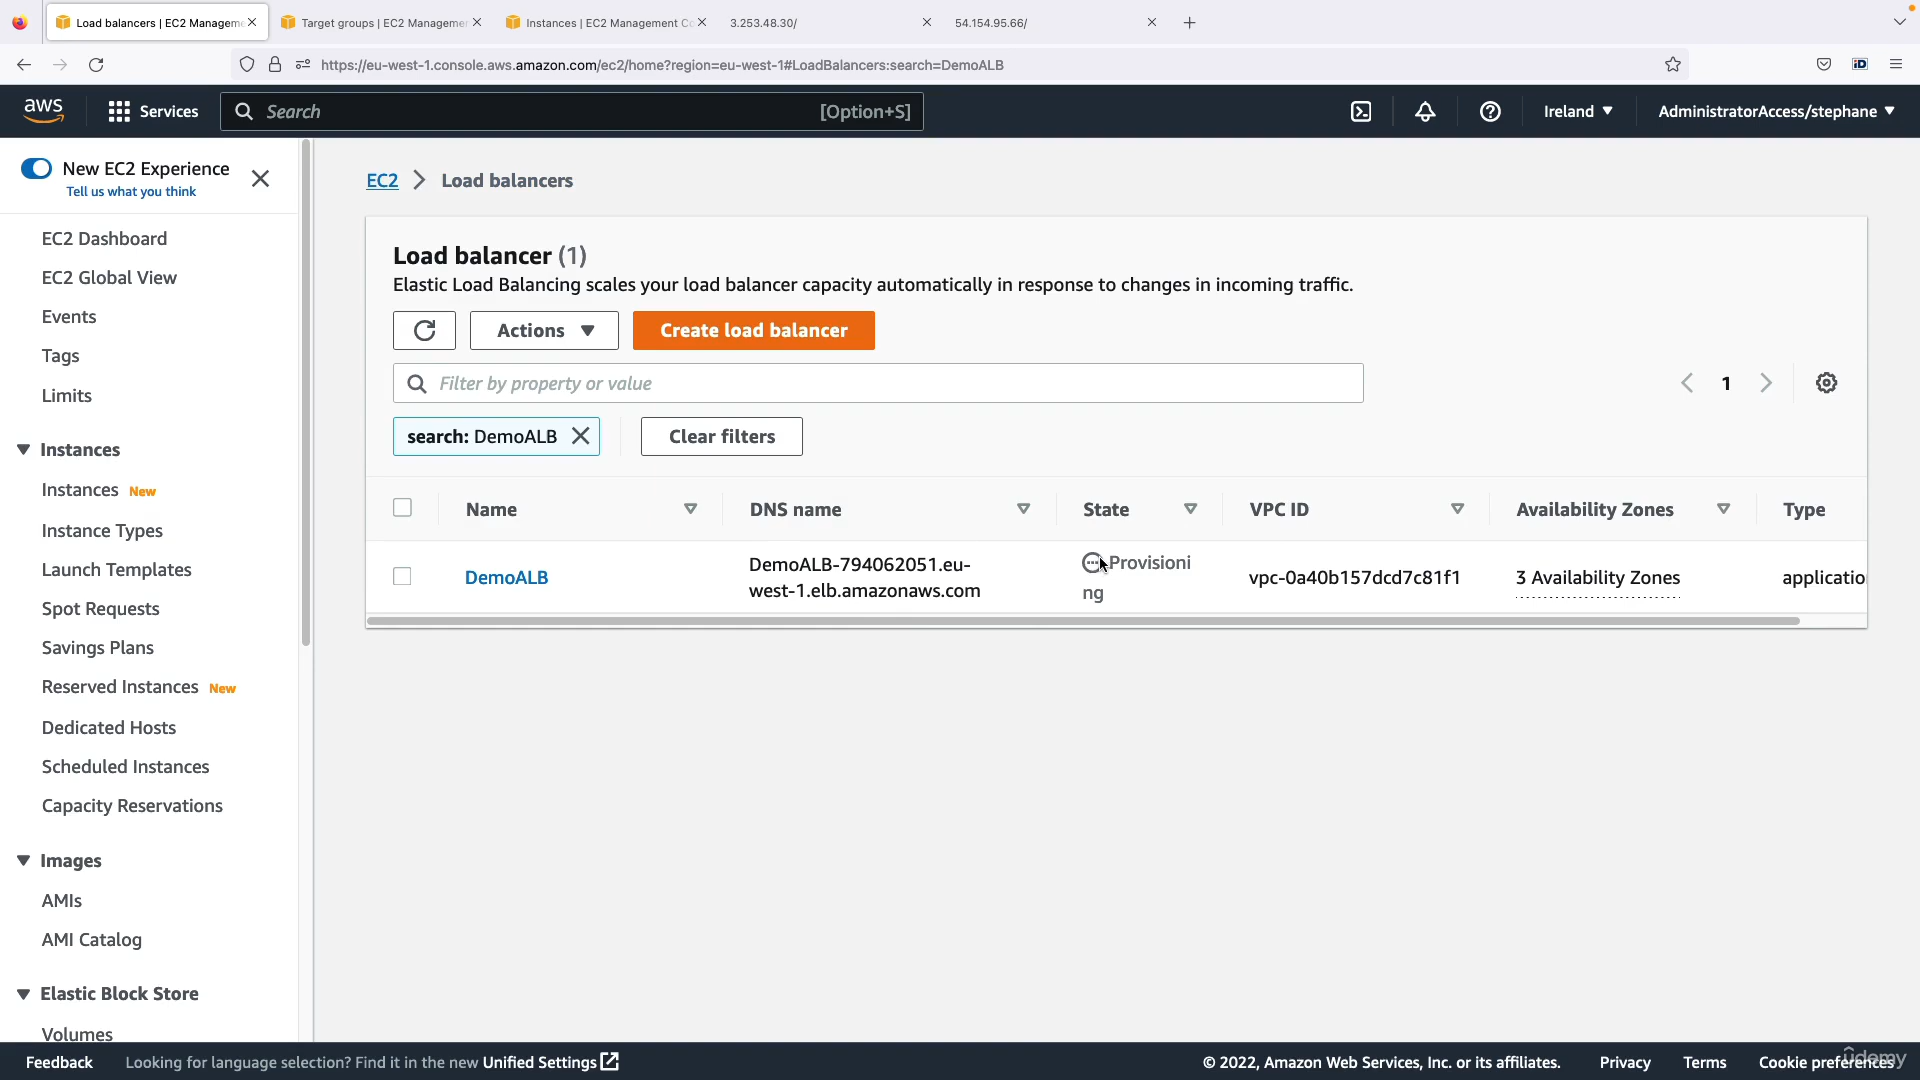 Load balancers | EC2 Managem
Target groups | EC2 Managemen
Instances | EC2 Management Co
3.253.48.30/
54.154.95.66/
https://eu-west-1.console.aws.amazon.com/ec2/home?region=eu-west-1#LoadBalancers:search=DemoALB
iD
aws
Services
Search
[Option+S]
Ireland
AdministratorAccess/stephane
New EC2 Experience
Tell us what you think
EC2 Dashboard
EC2 Global View
Events
Tags
Limits
Instances
Instances New
Instance Types
Launch Templates
Spot Requests
Savings Plans
Reserved Instances New
Dedicated Hosts
Scheduled Instances
Capacity Reservations
Images
AMIs
AMI Catalog
Elastic Block Store
Volumes
EC2 > Load balancers
Load balancer (1)
Elastic Load Balancing scales your load balancer capacity automatically in response to changes in incoming traffic.
Actions
Create load balancer
Filter by property or value
1
search: DemoALB
Clear filters
Name
DNS name
State
VPC ID
Availability Zones
Type
DemoALB
DemoALB-794062051.eu-
west-1.elb.amazonaws.com
Provisioni
ng
vpc-0a40b157dcd7c81f1
3 Availability Zones
applicatio
Feedback
Looking for language selection? Find it in the new Unified Settings
© 2022, Amazon Web Services, Inc. or its affiliates.
Privacy
Terms
Cookie preferences
udemy